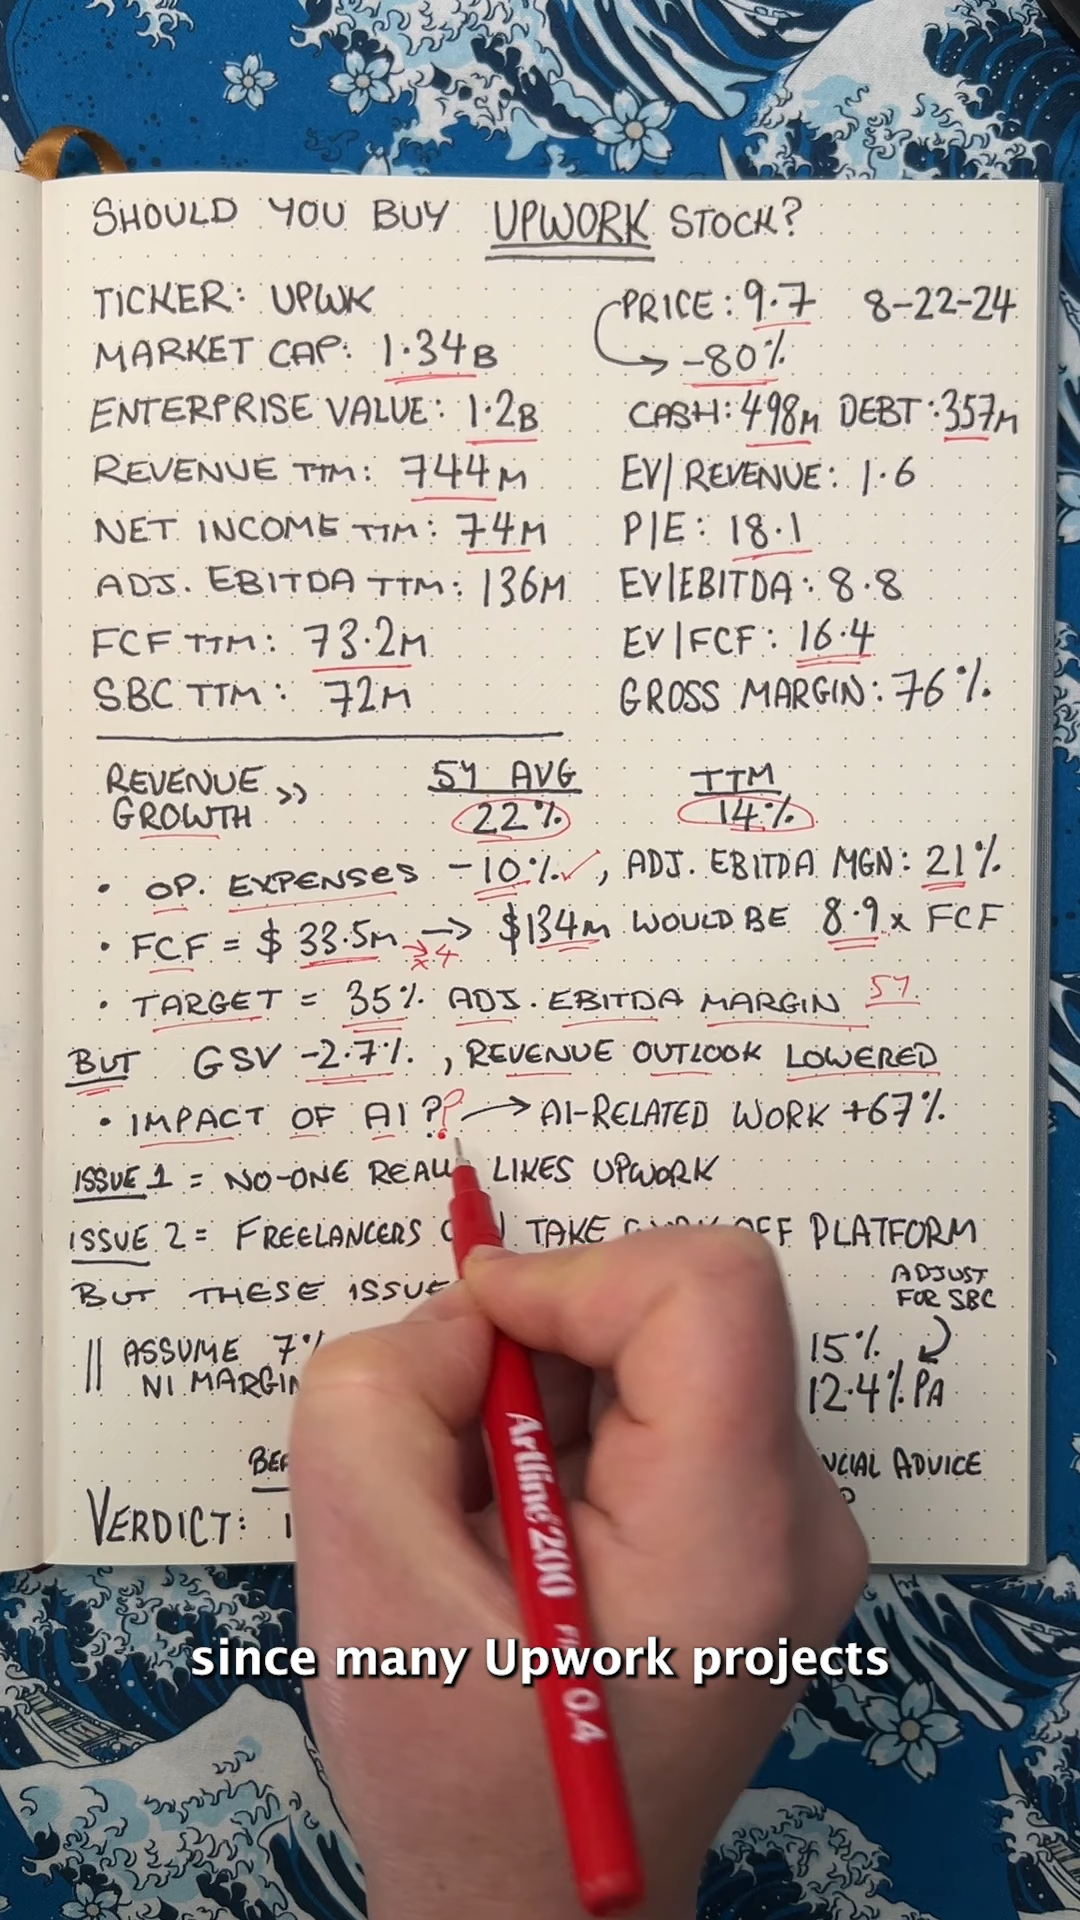 SHOULD YOU BUY UPWORK STOCK?
TICKER: UPWK
PRICE: 9.7 8-22-24
MARKET CAP: 1.34B
-80%
ENTERPRISE VALUE: 1.2B
CASH: 498M DEBT: 357M
REVENUE TTM: 744M
EV/REVENUE: 1.6
NET INCOME TTM: 74M
P/E: 18.1
ADJ. EBITDA TTM: 136M
EV/EBITDA: 8.8
FCF TTM: 73.2M
EV/FCF: 16.4
SBC TTM: 72M
GROSS MARGIN: 76%
REVENUE GROWTH >>
5Y AVG
TTM
22%
14%
• OP. EXPENSES -10% ✓, ADJ. EBITDA MGN: 21%
• FCF = $33.5M → $134M WOULD BE 8.9x FCF
x4
• TARGET = 35% ADJ. EBITDA MARGIN 5Y
BUT GSV -2.7%, REVENUE OUTLOOK LOWERED
• IMPACT OF AI?? → AI-RELATED WORK +67%
ISSUE 1 = NO-ONE LIKES UPWORK
ISSUE 2 = FREELANCERS TAKE OFF PLATFORM
BUT THESE
ADJUST
FOR SBC
|| ASSUME 7%
15%
NI MARGIN
12.4% PA
ADVICE
VERDICT:
since many Upwork projects
Artline 200
0.4